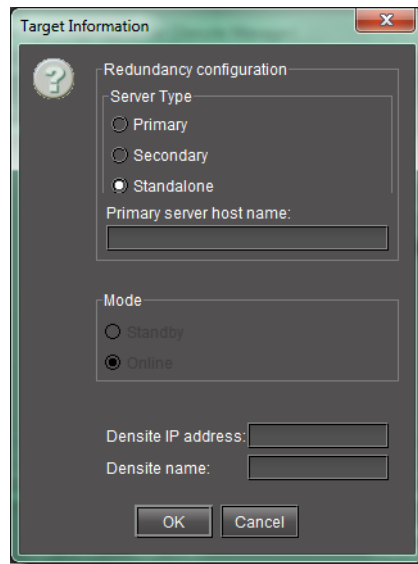 Target Information
Redundancy configuration
Server Type
Primary
Secondary
Standalone
Primary server host name:
Mode
Standby
Online
Densite IP address:
Densite name:
OK Cancel